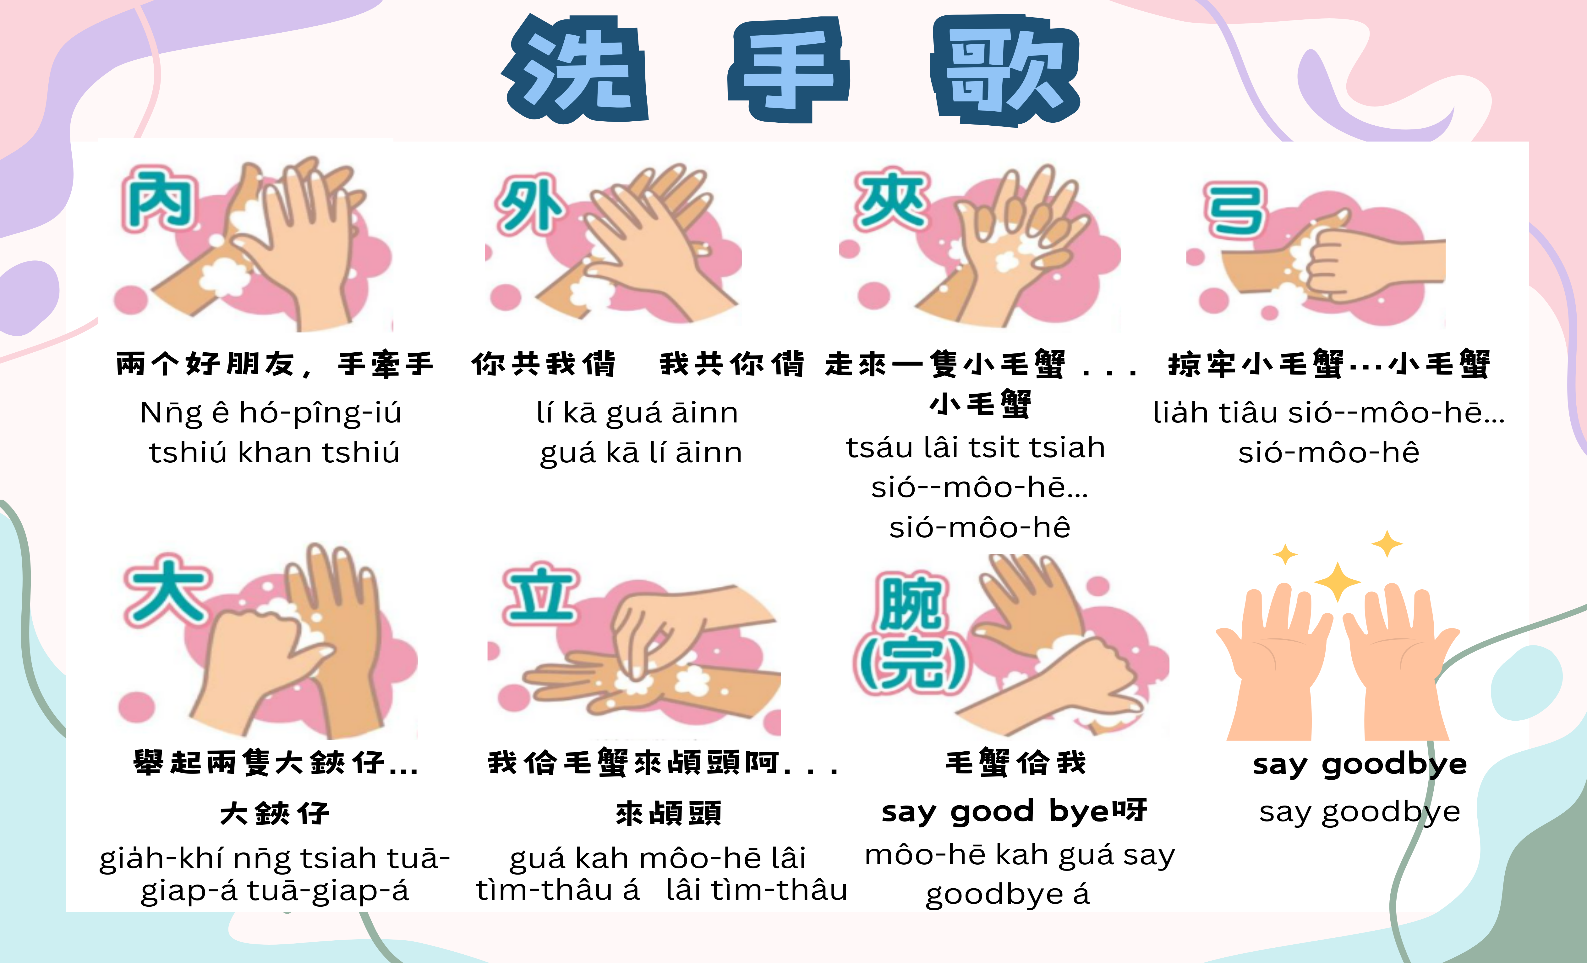 洗手歌
內
外
夾
弓
兩个好朋友，手牽手
Nn̄g ê hó-pîng-iú
tshiú khan tshiú
你共我偝　我共你偝
lí kā guá āinn
guá kā lí āinn
走來一隻小毛蟹...
小毛蟹
tsáu lâi tsit tsiah
sió--môo-hē...
sió-môo-hê
掠牢小毛蟹...小毛蟹
lia̍h tiâu sió--môo-hē...
sió-môo-hê
大
立
腕
(完)
舉起兩隻大鋏仔...
大鋏仔
gia̍h-khí nn̄g tsiah tuā-
giap-á tuā-giap-á
我佮毛蟹來頕頭阿...
來頕頭
guá kah môo-hē lâi
tìm-thâu á lâi tìm-thâu
毛蟹佮我
say good bye呀
môo-hē kah guá say
goodbye á
say goodbye
say goodbye